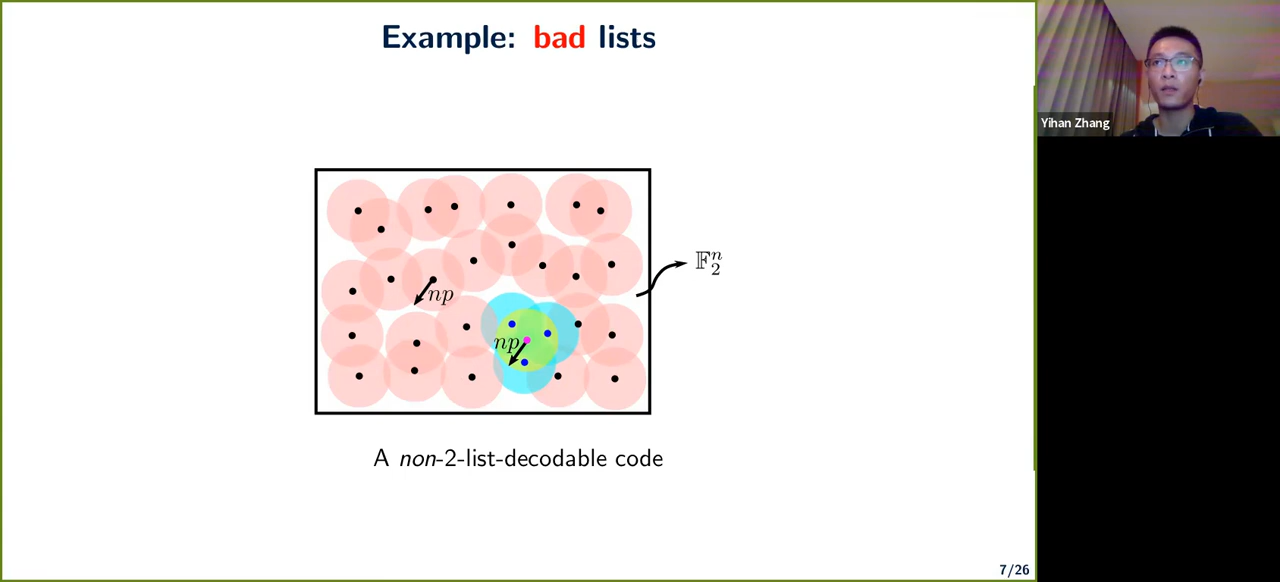 Example: bad lists
Yihan Zhang
𝔽₂ⁿ
np
np
A non-2-list-decodable code
7/26